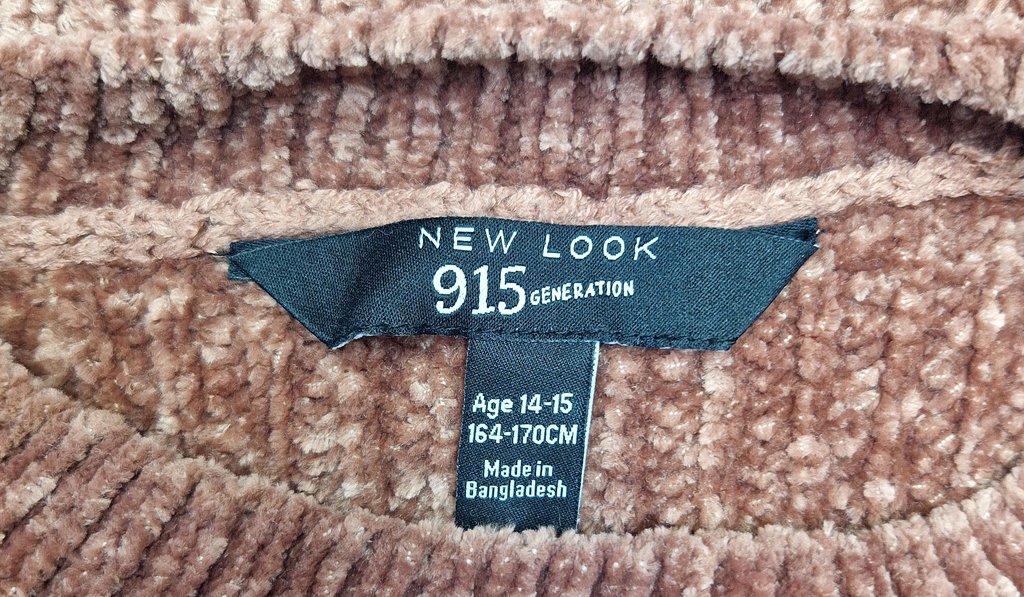 NEW LOOK
915 GENERATION
Age 14-15
164-170CM
Made in
Bangladesh